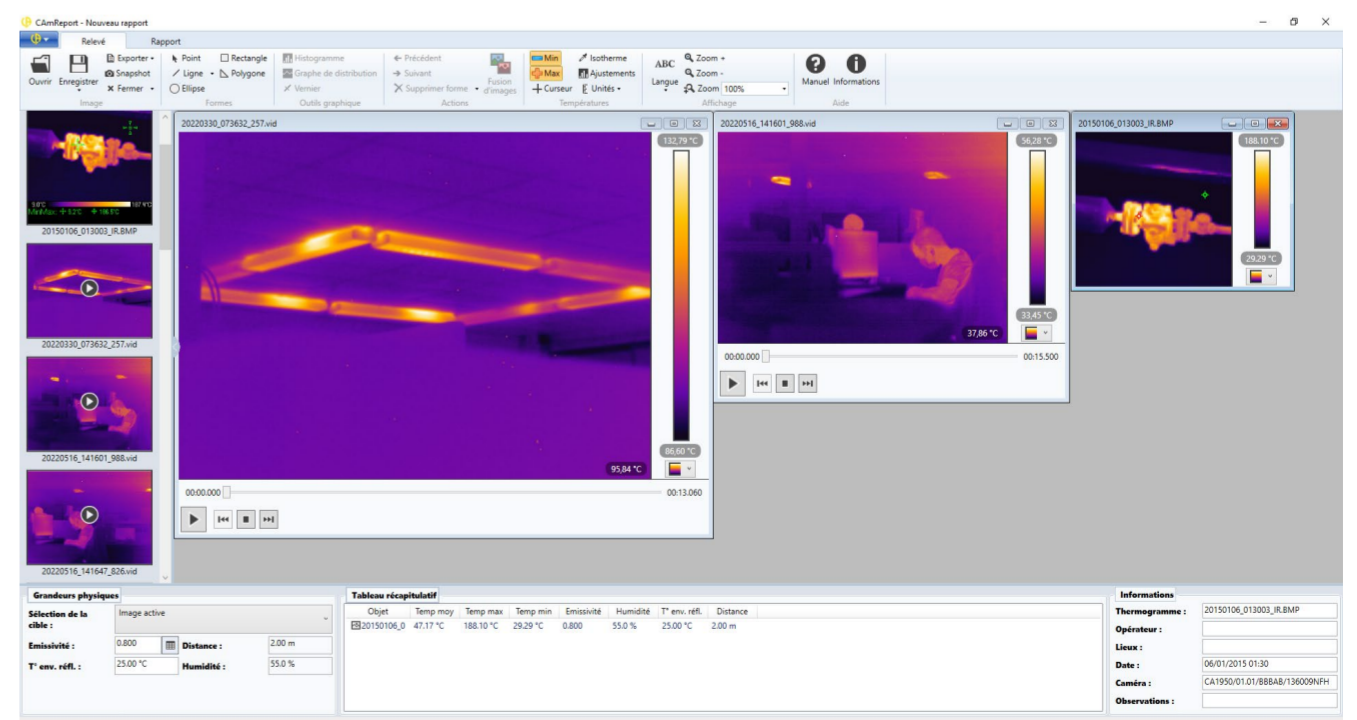 CAmReport - Nouveau rapport
Relevé Rapport
Ouvrir Enregistrer Exporter Snapshot Fermer
Image
Point Ligne Ellipse Rectangle Polygone
Formes
Histogramme Graphe de distribution Vernier
Outils graphique
Précédent Suivant Supprimer forme Fusion d'images
Actions
Min Max Curseur Isotherme Ajustements Unités
Températures
ABC Langue Zoom + Zoom - Zoom 100%
Affichage
Manuel Informations
Aide
20150106_013003_IR.BMP
20220330_073632_257.vid
20220516_141601_988.vid
20220516_141647_826.vid
20220330_073632_257.vid
132,79 °C
86,60 °C
95,84 °C
00:00.000 00:13.060
20220516_141601_988.vid
56,28 °C
33,45 °C
37,86 °C
00:00.000 00:15.500
20150106_013003_IR.BMP
188.10 °C
29.29 °C
Grandeurs physiques
Sélection de la cible : Image active
Emissivité : 0.800 Distance : 2.00 m
T° env. réfl. : 25.00 °C Humidité : 55.0 %
Tableau récapitulatif
Objet Temp moy Temp max Temp min Emissivité Humidité T° env. réfl. Distance
20150106_0 47.17 °C 188.10 °C 29.29 °C 0.800 55.0 % 25.00 °C 2.00 m
Informations
Thermogramme : 20150106_013003_IR.BMP
Opérateur :
Lieux :
Date : 06/01/2015 01:30
Caméra : CA1950/01.01/BBBAB/136009NFH
Observations :